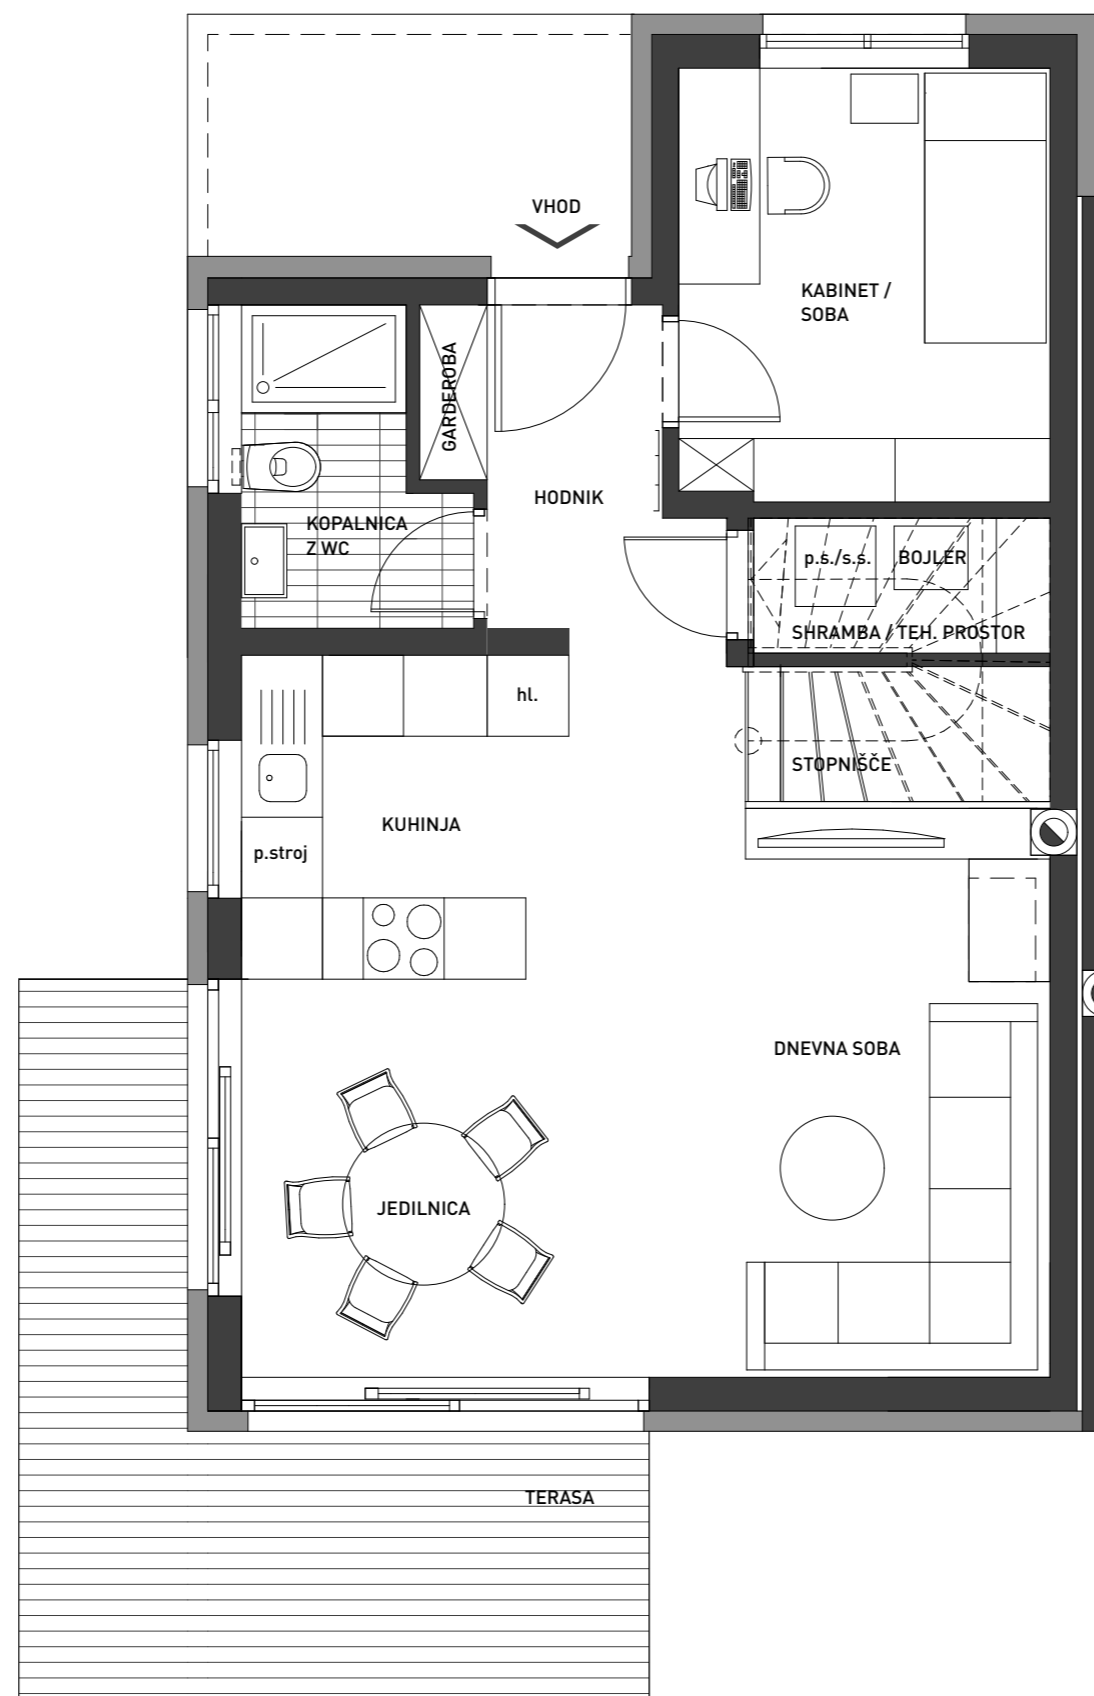 VHOD
KABINET /
SOBA
GARDEROBA
HODNIK
KOPALNICA
Z WC
p.s./s.s.
BOJLER
SHRAMBA / TEH. PROSTOR
hl.
STOPNIŠČE
KUHINJA
p.stroj
DNEVNA SOBA
JEDILNICA
TERASA